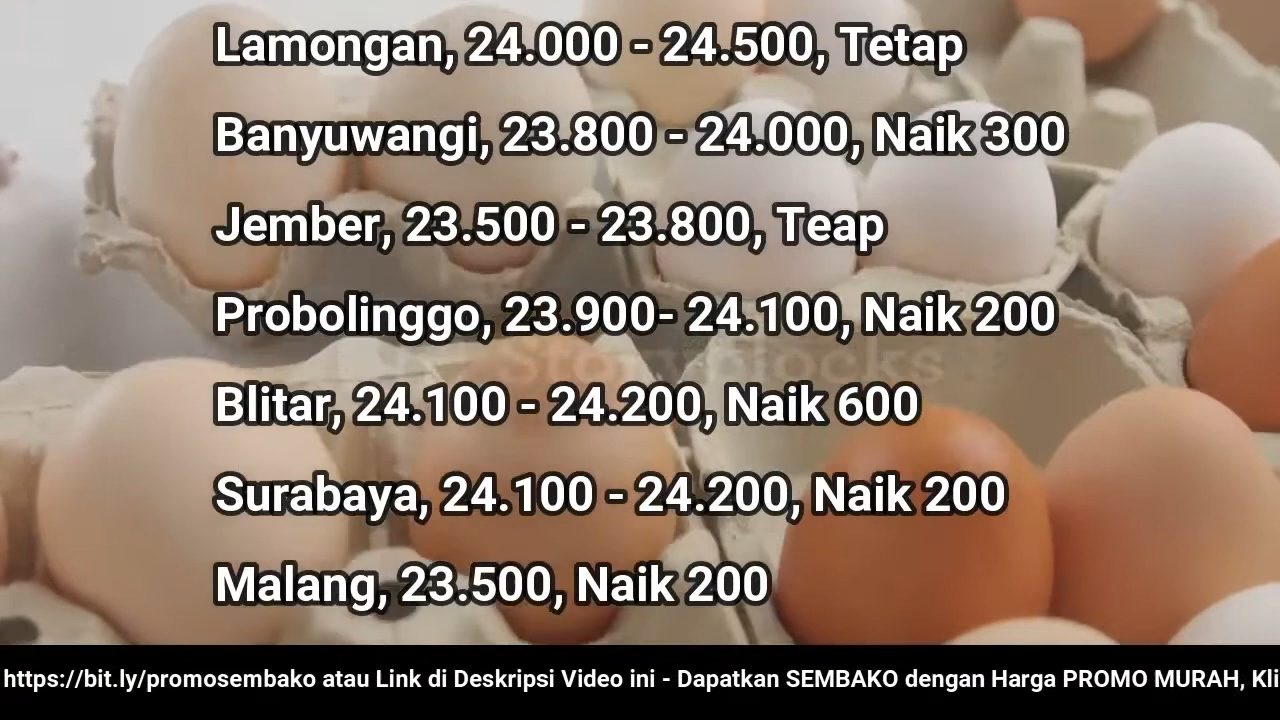 Lamongan, 24.000 - 24.500, Tetap
Banyuwangi, 23.800 - 24.000, Naik 300
Jember, 23.500 - 23.800, Teap
Probolinggo, 23.900- 24.100, Naik 200
Storyblocks
Blitar, 24.100 - 24.200, Naik 600
Surabaya, 24.100 - 24.200, Naik 200
Malang, 23.500, Naik 200
https://bit.ly/promosembako atau Link di Deskripsi Video ini - Dapatkan SEMBAKO dengan Harga PROMO MURAH, Kli